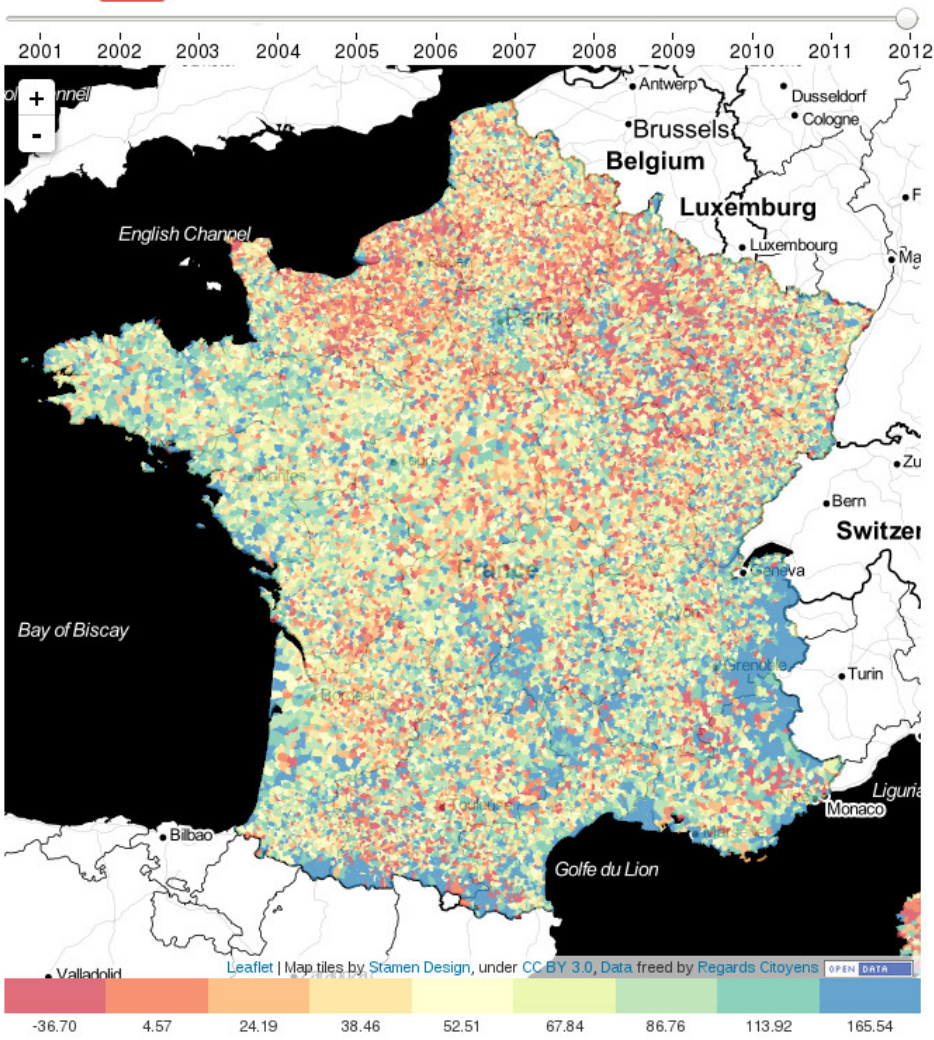 2001 2002 2003 2004 2005 2006 2007 2008 2009 2010 2011 2012
+
-
Antwerp
Dusseldorf
Cologne
Brussels
Belgium
Luxemburg
English Channel
Luxembourg
Paris
Tours
Nantes
Zu
Bern
Switzer
France
Geneva
Lyon
Bay of Biscay
Grenoble
Turin
Bordeaux
Toulouse
Liguria
Monaco
Bilbao
Marseille
Golfe du Lion
Valladolid
Leaflet | Map tiles by Stamen Design, under CC BY 3.0, Data freed by Regards Citoyens OPEN DATA
-36.70 4.57 24.19 38.46 52.51 67.84 86.76 113.92 165.54